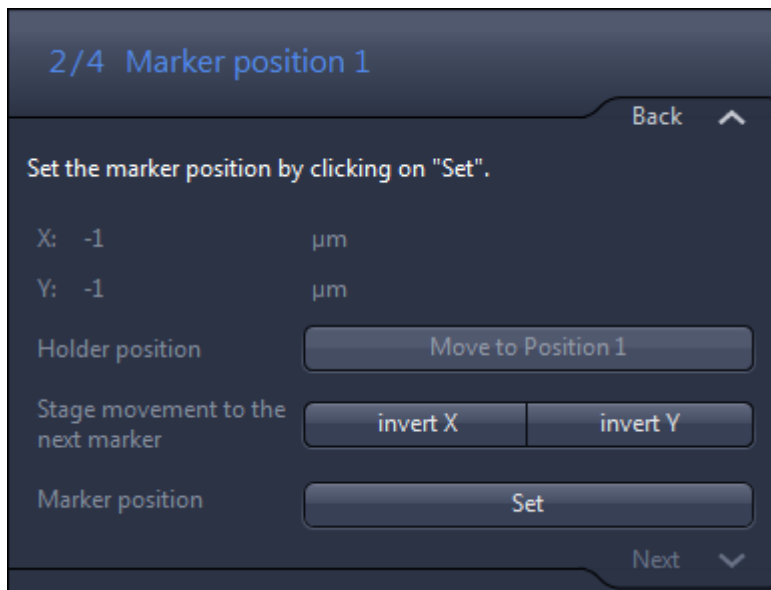 2/4 Marker position 1
Back
Set the marker position by clicking on "Set".
X: -1 µm
Y: -1 µm
Holder position Move to Position 1
Stage movement to the
next marker
invert X invert Y
Marker position Set
Next